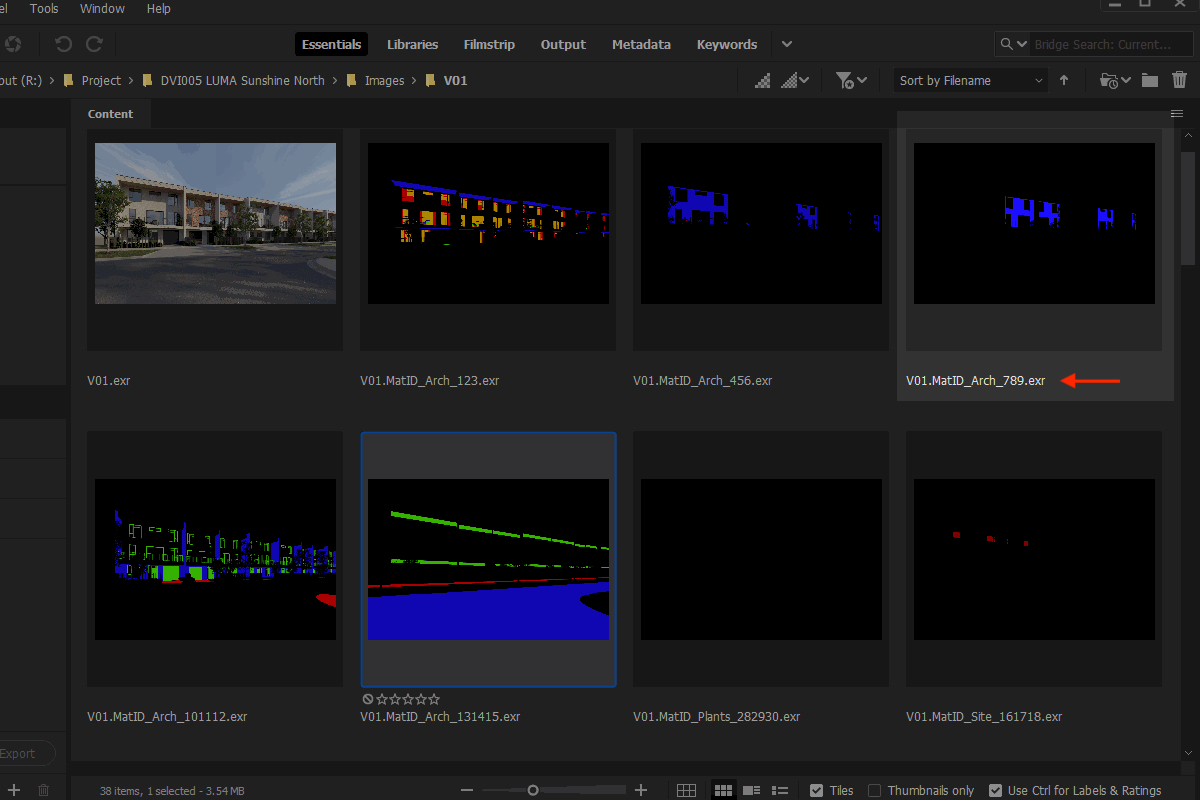 el Tools Window Help
Essentials Libraries Filmstrip Output Metadata Keywords Bridge Search: Current...
out (R:) > Project > DVI005 LUMA Sunshine North > Images > V01 Sort by Filename
Content
V01.exr V01.MatID_Arch_123.exr V01.MatID_Arch_456.exr V01.MatID_Arch_789.exr
V01.MatID_Arch_101112.exr V01.MatID_Arch_131415.exr V01.MatID_Plants_282930.exr V01.MatID_Site_161718.exr
Export
38 items, 1 selected - 3.54 MB Tiles Thumbnails only Use Ctrl for Labels & Ratings